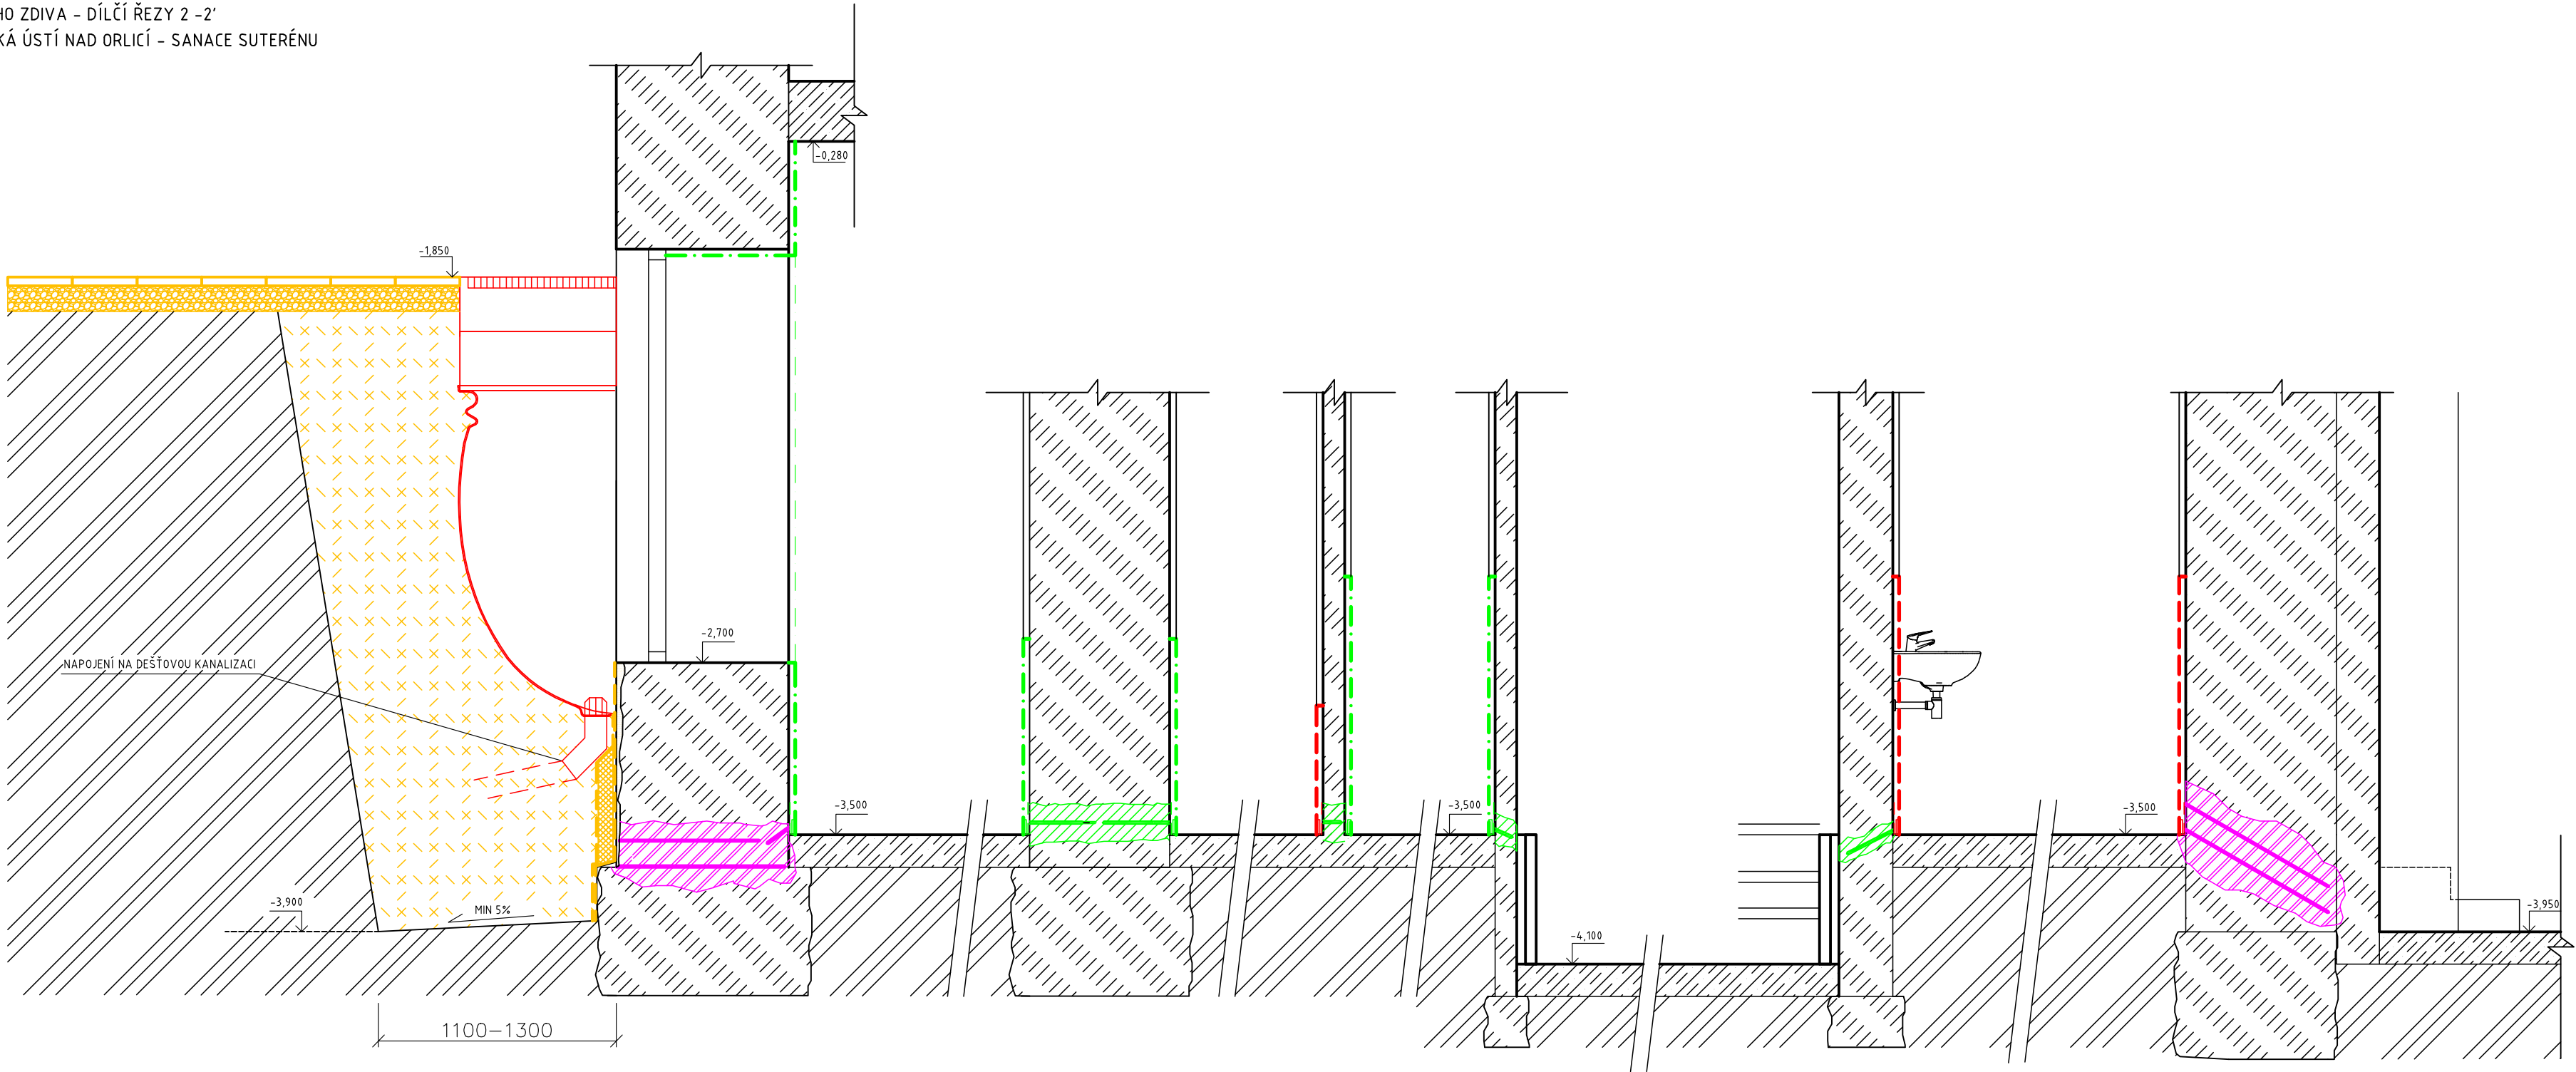 HO ZDIVA - DÍLČÍ ŘEZY 2 -2'
KÁ ÚSTÍ NAD ORLICÍ - SANACE SUTERÉNU
-0,280
-1,850
-2,700
NAPOJENÍ NA DEŠŤOVOU KANALIZACI
-3,500
-3,500
-3,500
-3,900
MIN 5%
-3,950
-4,100
1100-1300